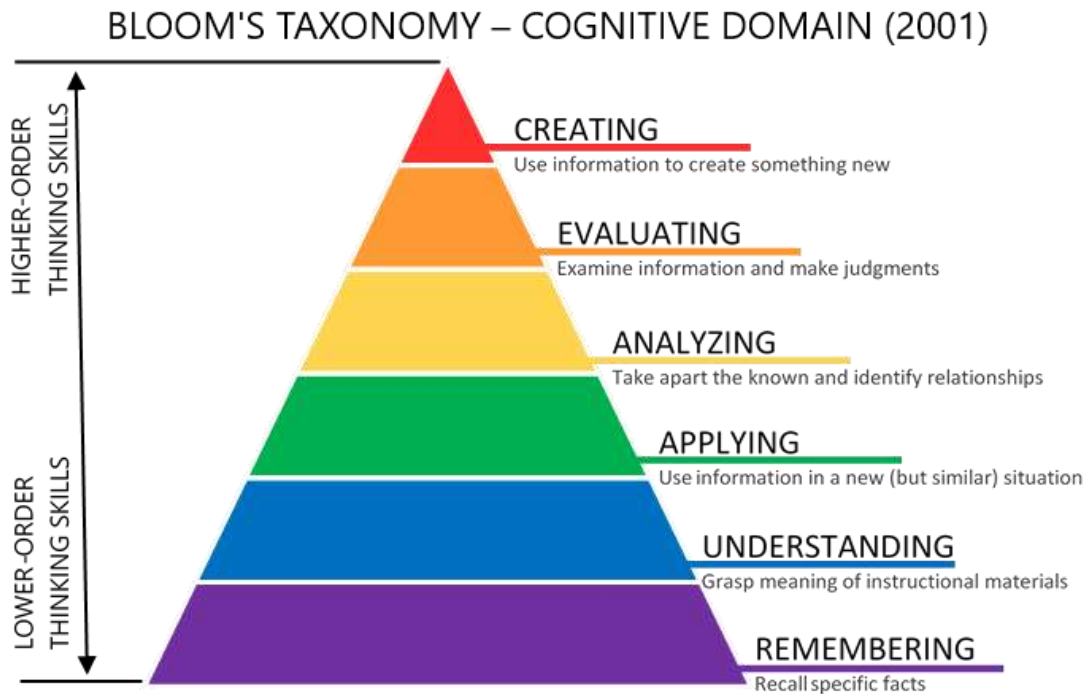 BLOOM'S TAXONOMY – COGNITIVE DOMAIN (2001)
HIGHER-ORDER
THINKING SKILLS
LOWER-ORDER
THINKING SKILLS
CREATING
Use information to create something new
EVALUATING
Examine information and make judgments
ANALYZING
Take apart the known and identify relationships
APPLYING
Use information in a new (but similar) situation
UNDERSTANDING
Grasp meaning of instructional materials
REMEMBERING
Recall specific facts